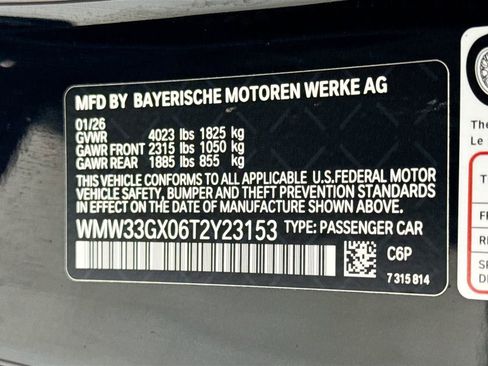 MFD BY BAYERISCHE MOTOREN WERKE AG
01/26
GVWR 4023 lbs 1825 kg
GAWR FRONT 2315 lbs 1050 kg
GAWR REAR 1885 lbs 855 kg
THIS VEHICLE CONFORMS TO ALL APPLICABLE U.S.FEDERAL MOTOR
VEHICLE SAFETY, BUMPER AND THEFT PREVENTION STANDARDS
IN EFFECT ON THE DATE OF MANUFACTURE SHOWN ABOVE.
WMW33GX06T2Y23153 TYPE: PASSENGER CAR
C6P
7 315 814
The
Le